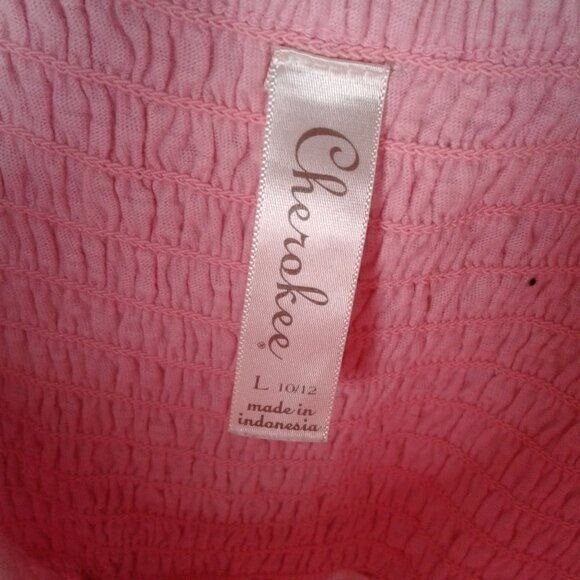 Cherokee®
L 10/12
made in
indonesia